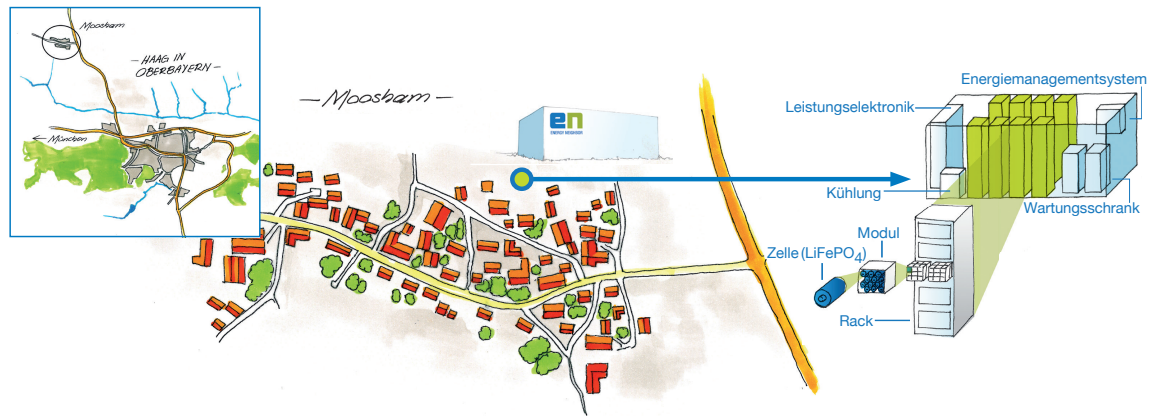 Moosham
— HAAG IN
OBERBAYERN —
← München
— Moosham —
en
ENERGY NEIGHBOR
Energiemanagementsystem
Leistungselektronik
Kühlung
Wartungsschrank
Modul
Zelle (LiFePO4)
Rack